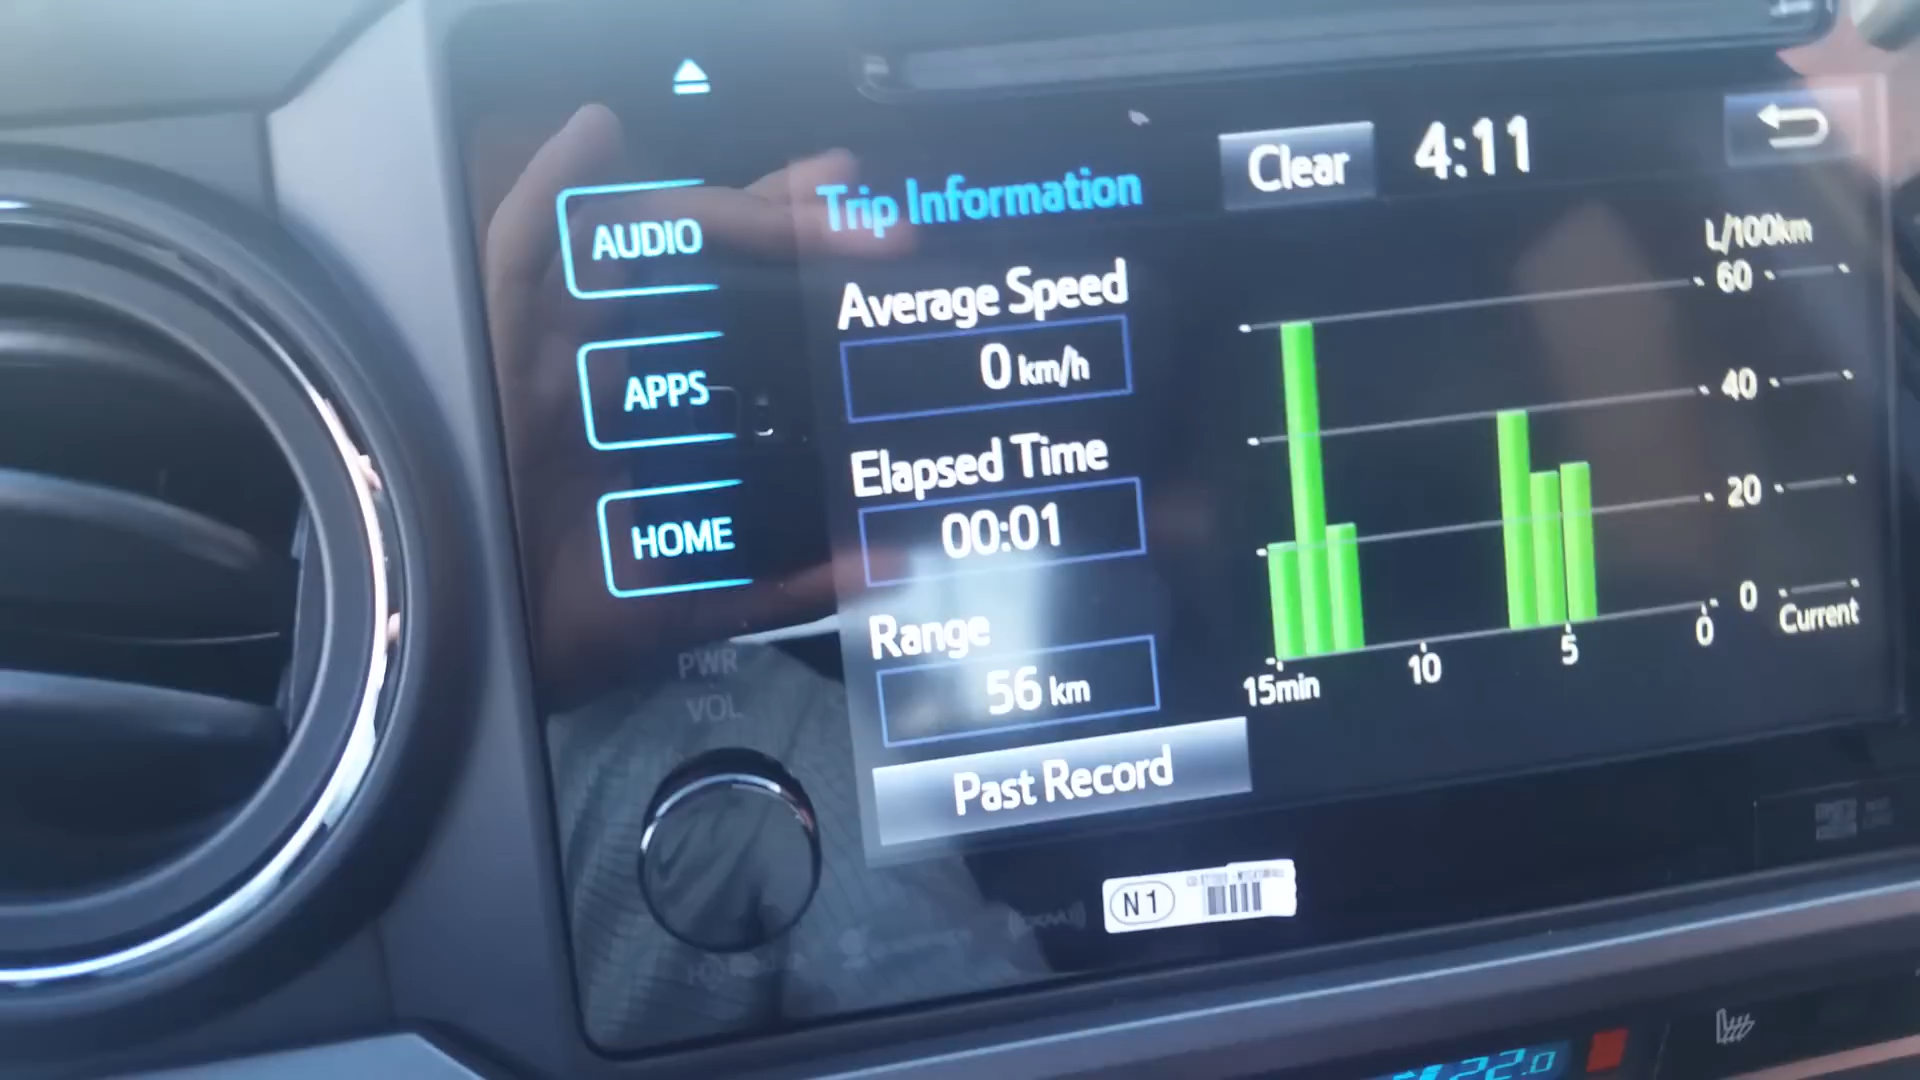 AUDIO
APPS
HOME
PWR
VOL
Trip Information
Clear
4:11
Average Speed
0 km/h
Elapsed Time
00:01
Range
56 km
Past Record
L/100km
60
40
20
0
15min
10
5
0
Current
N1
22.0